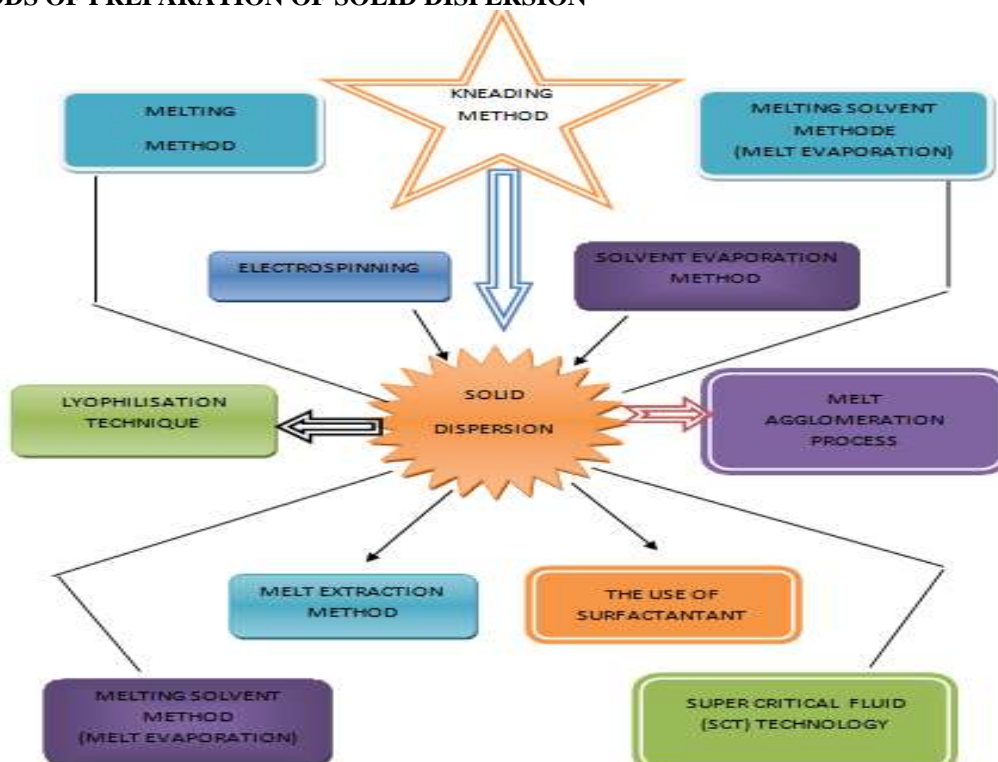 METHODS OF PREPARATION OF SOLID DISPERSION
KNEADING
METHOD
MELTING
METHOD
MELTING SOLVENT
METHODE
(MELT EVAPORATION)
ELECTROSPINNING
SOLVENT EVAPORATION
METHOD
LYOPHILISATION
TECHNIQUE
SOLID
DISPERSION
MELT
AGGLOMERATION
PROCESS
MELT EXTRACTION
METHOD
THE USE OF
SURFACTANTANT
MELTING SOLVENT
METHOD
(MELT EVAPORATION)
SUPER CRITICAL FLUID
(SCT) TECHNOLOGY